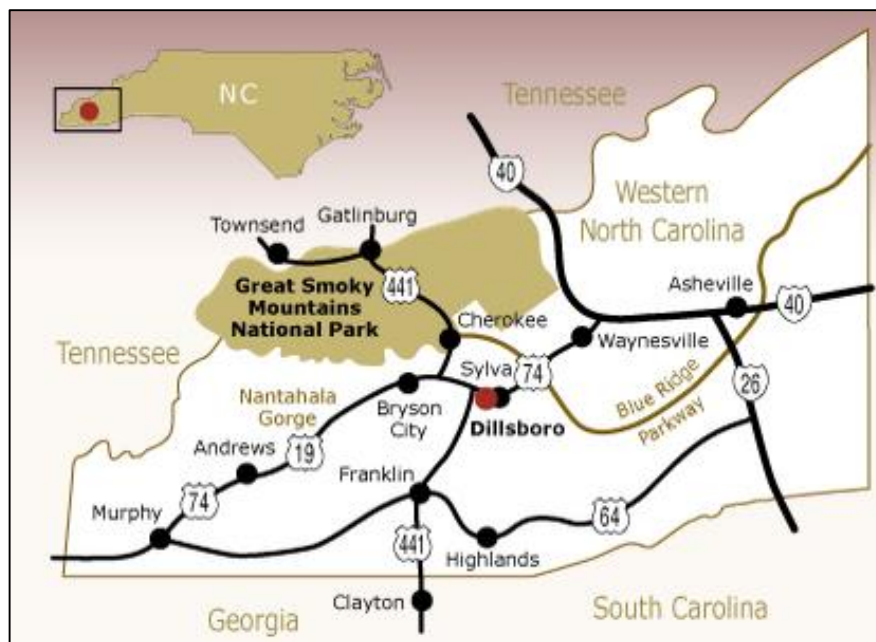 NC
Tennessee
40
Western
North Carolina
Gatlinburg
Townsend
Great Smoky
Mountains
National Park
441
Asheville
40
Cherokee
Waynesville
Tennessee
Sylva
74
26
Nantahala
Gorge
Bryson
City
Dillsboro
Blue Ridge
Parkway
Andrews
19
Franklin
Murphy
74
64
441
Highlands
Clayton
Georgia
South Carolina